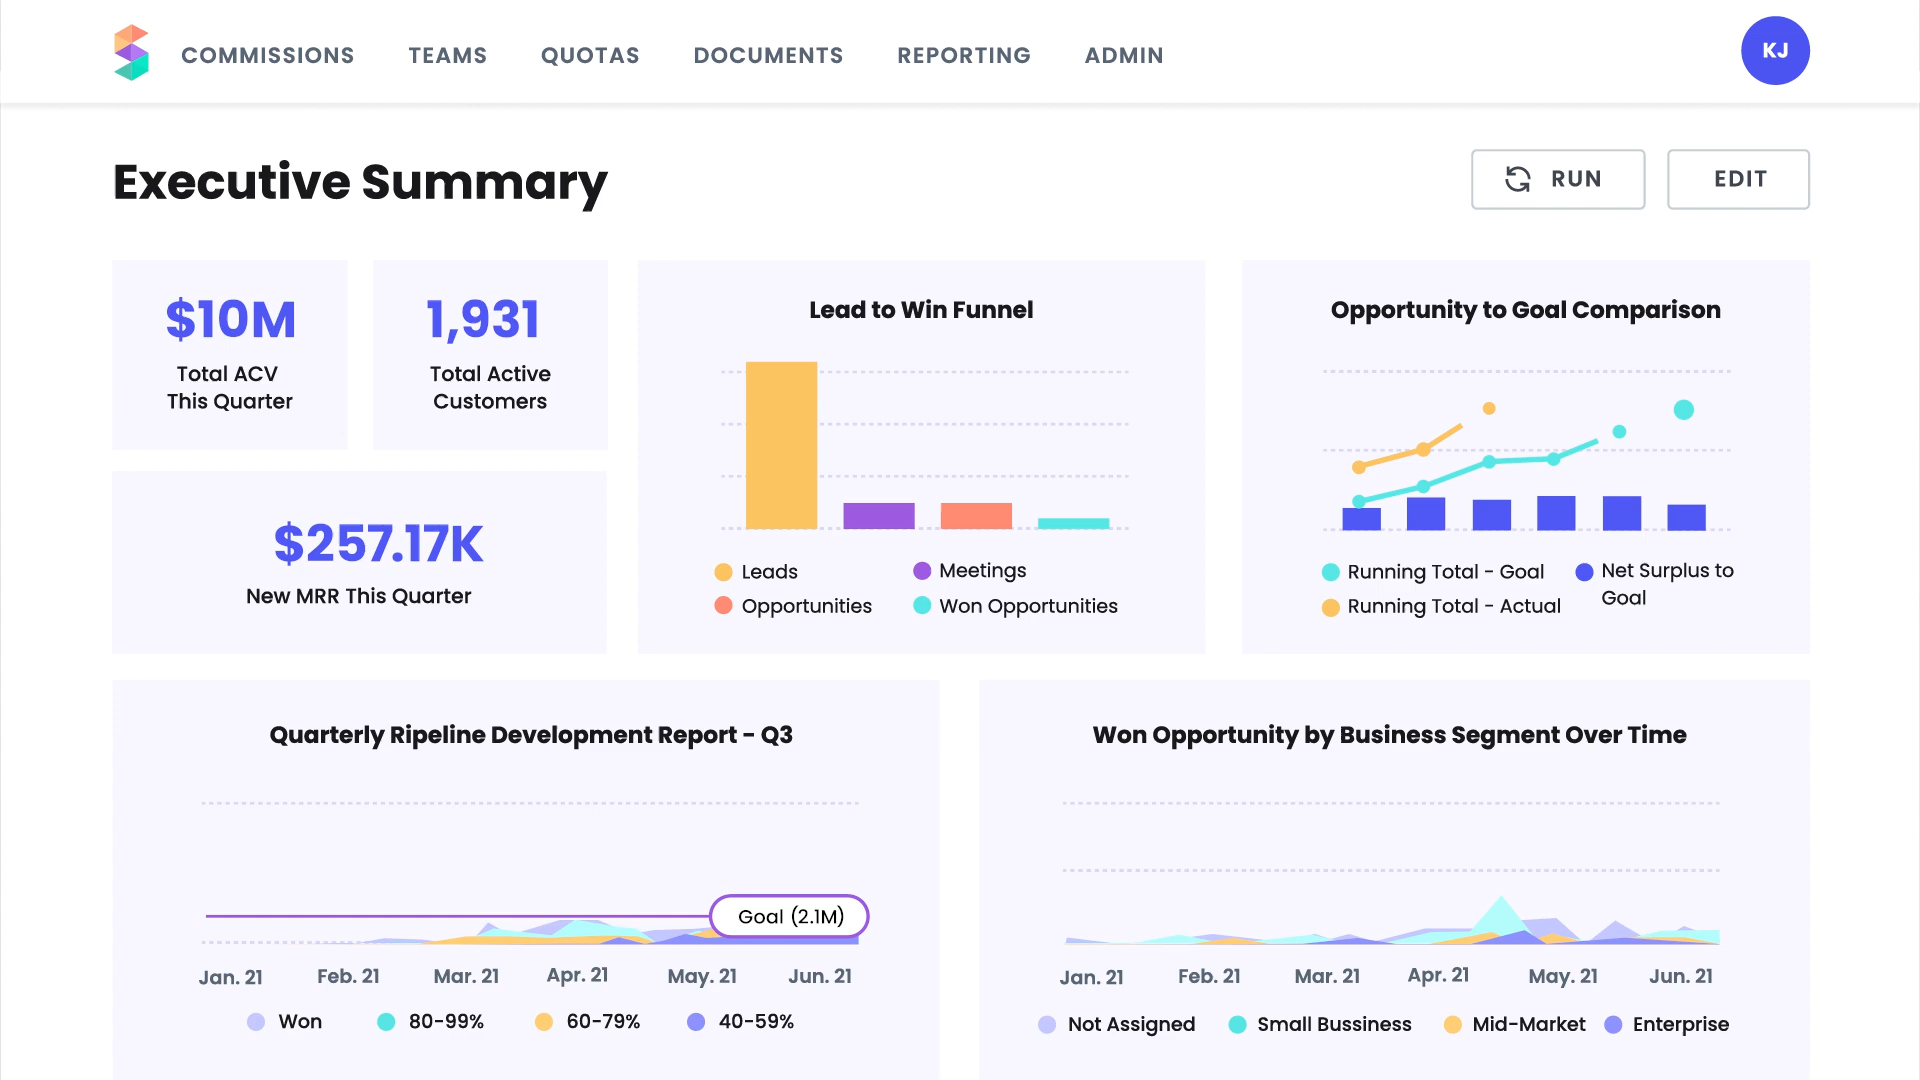 COMMISSIONS TEAMS QUOTAS DOCUMENTS REPORTING ADMIN KJ
Executive Summary
RUN
EDIT
$10M
Total ACV
This Quarter
1,931
Total Active
Customers
$257.17K
New MRR This Quarter
Lead to Win Funnel
Leads
Meetings
Opportunities
Won Opportunities
Opportunity to Goal Comparison
Running Total - Goal
Running Total - Actual
Net Surplus to
Goal
Quarterly Ripeline Development Report - Q3
Goal (2.1M)
Jan. 21 Feb. 21 Mar. 21 Apr. 21 May. 21 Jun. 21
Won 80-99% 60-79% 40-59%
Won Opportunity by Business Segment Over Time
Jan. 21 Feb. 21 Mar. 21 Apr. 21 May. 21 Jun. 21
Not Assigned Small Bussiness Mid-Market Enterprise